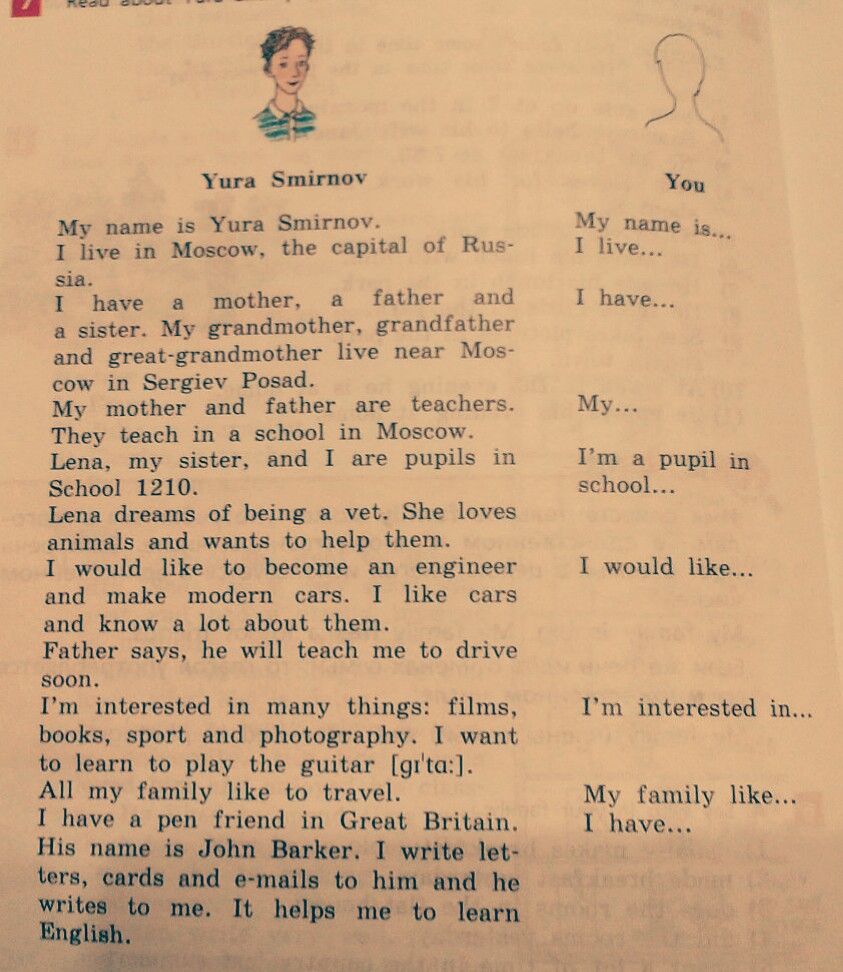 7 Read about Yura
Yura Smirnov
My name is Yura Smirnov.
I live in Moscow, the capital of Rus-
sia.
I have a mother, a father and
a sister. My grandmother, grandfather
and great-grandmother live near Mos-
cow in Sergiev Posad.
My mother and father are teachers.
They teach in a school in Moscow.
Lena, my sister, and I are pupils in
School 1210.
Lena dreams of being a vet. She loves
animals and wants to help them.
I would like to become an engineer
and make modern cars. I like cars
and know a lot about them.
Father says, he will teach me to drive
soon.
I'm interested in many things: films,
books, sport and photography. I want
to learn to play the guitar [gɪˈtɑː].
All my family like to travel.
I have a pen friend in Great Britain.
His name is John Barker. I write let-
ters, cards and e-mails to him and he
writes to me. It helps me to learn
English.
You
My name is...
I live...
I have...
My...
I'm a pupil in
school...
I would like...
I'm interested in...
My family like...
I have...